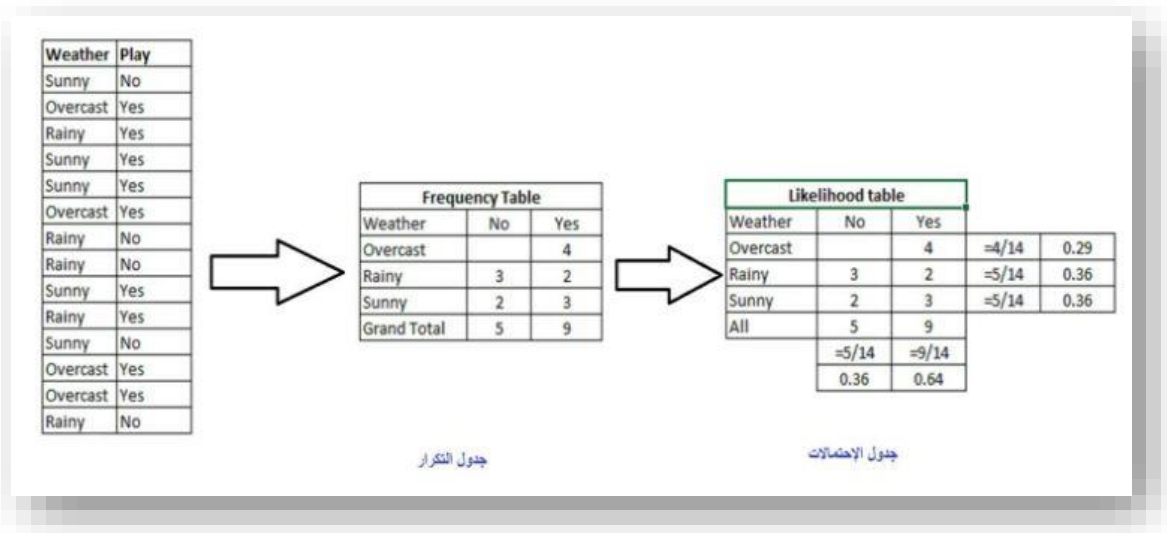 Weather Play
Sunny No
Overcast Yes
Rainy Yes
Sunny Yes
Sunny Yes
Overcast Yes
Rainy No
Rainy No
Sunny Yes
Rainy Yes
Sunny No
Overcast Yes
Overcast Yes
Rainy No
Frequency Table
Weather No Yes
Overcast 4
Rainy 3 2
Sunny 2 3
Grand Total 5 9
جدول التكرار
Likelihood table
Weather No Yes
Overcast 4 =4/14 0.29
Rainy 3 2 =5/14 0.36
Sunny 2 3 =5/14 0.36
All 5 9
=5/14 =9/14
0.36 0.64
جدول الإحتمالات